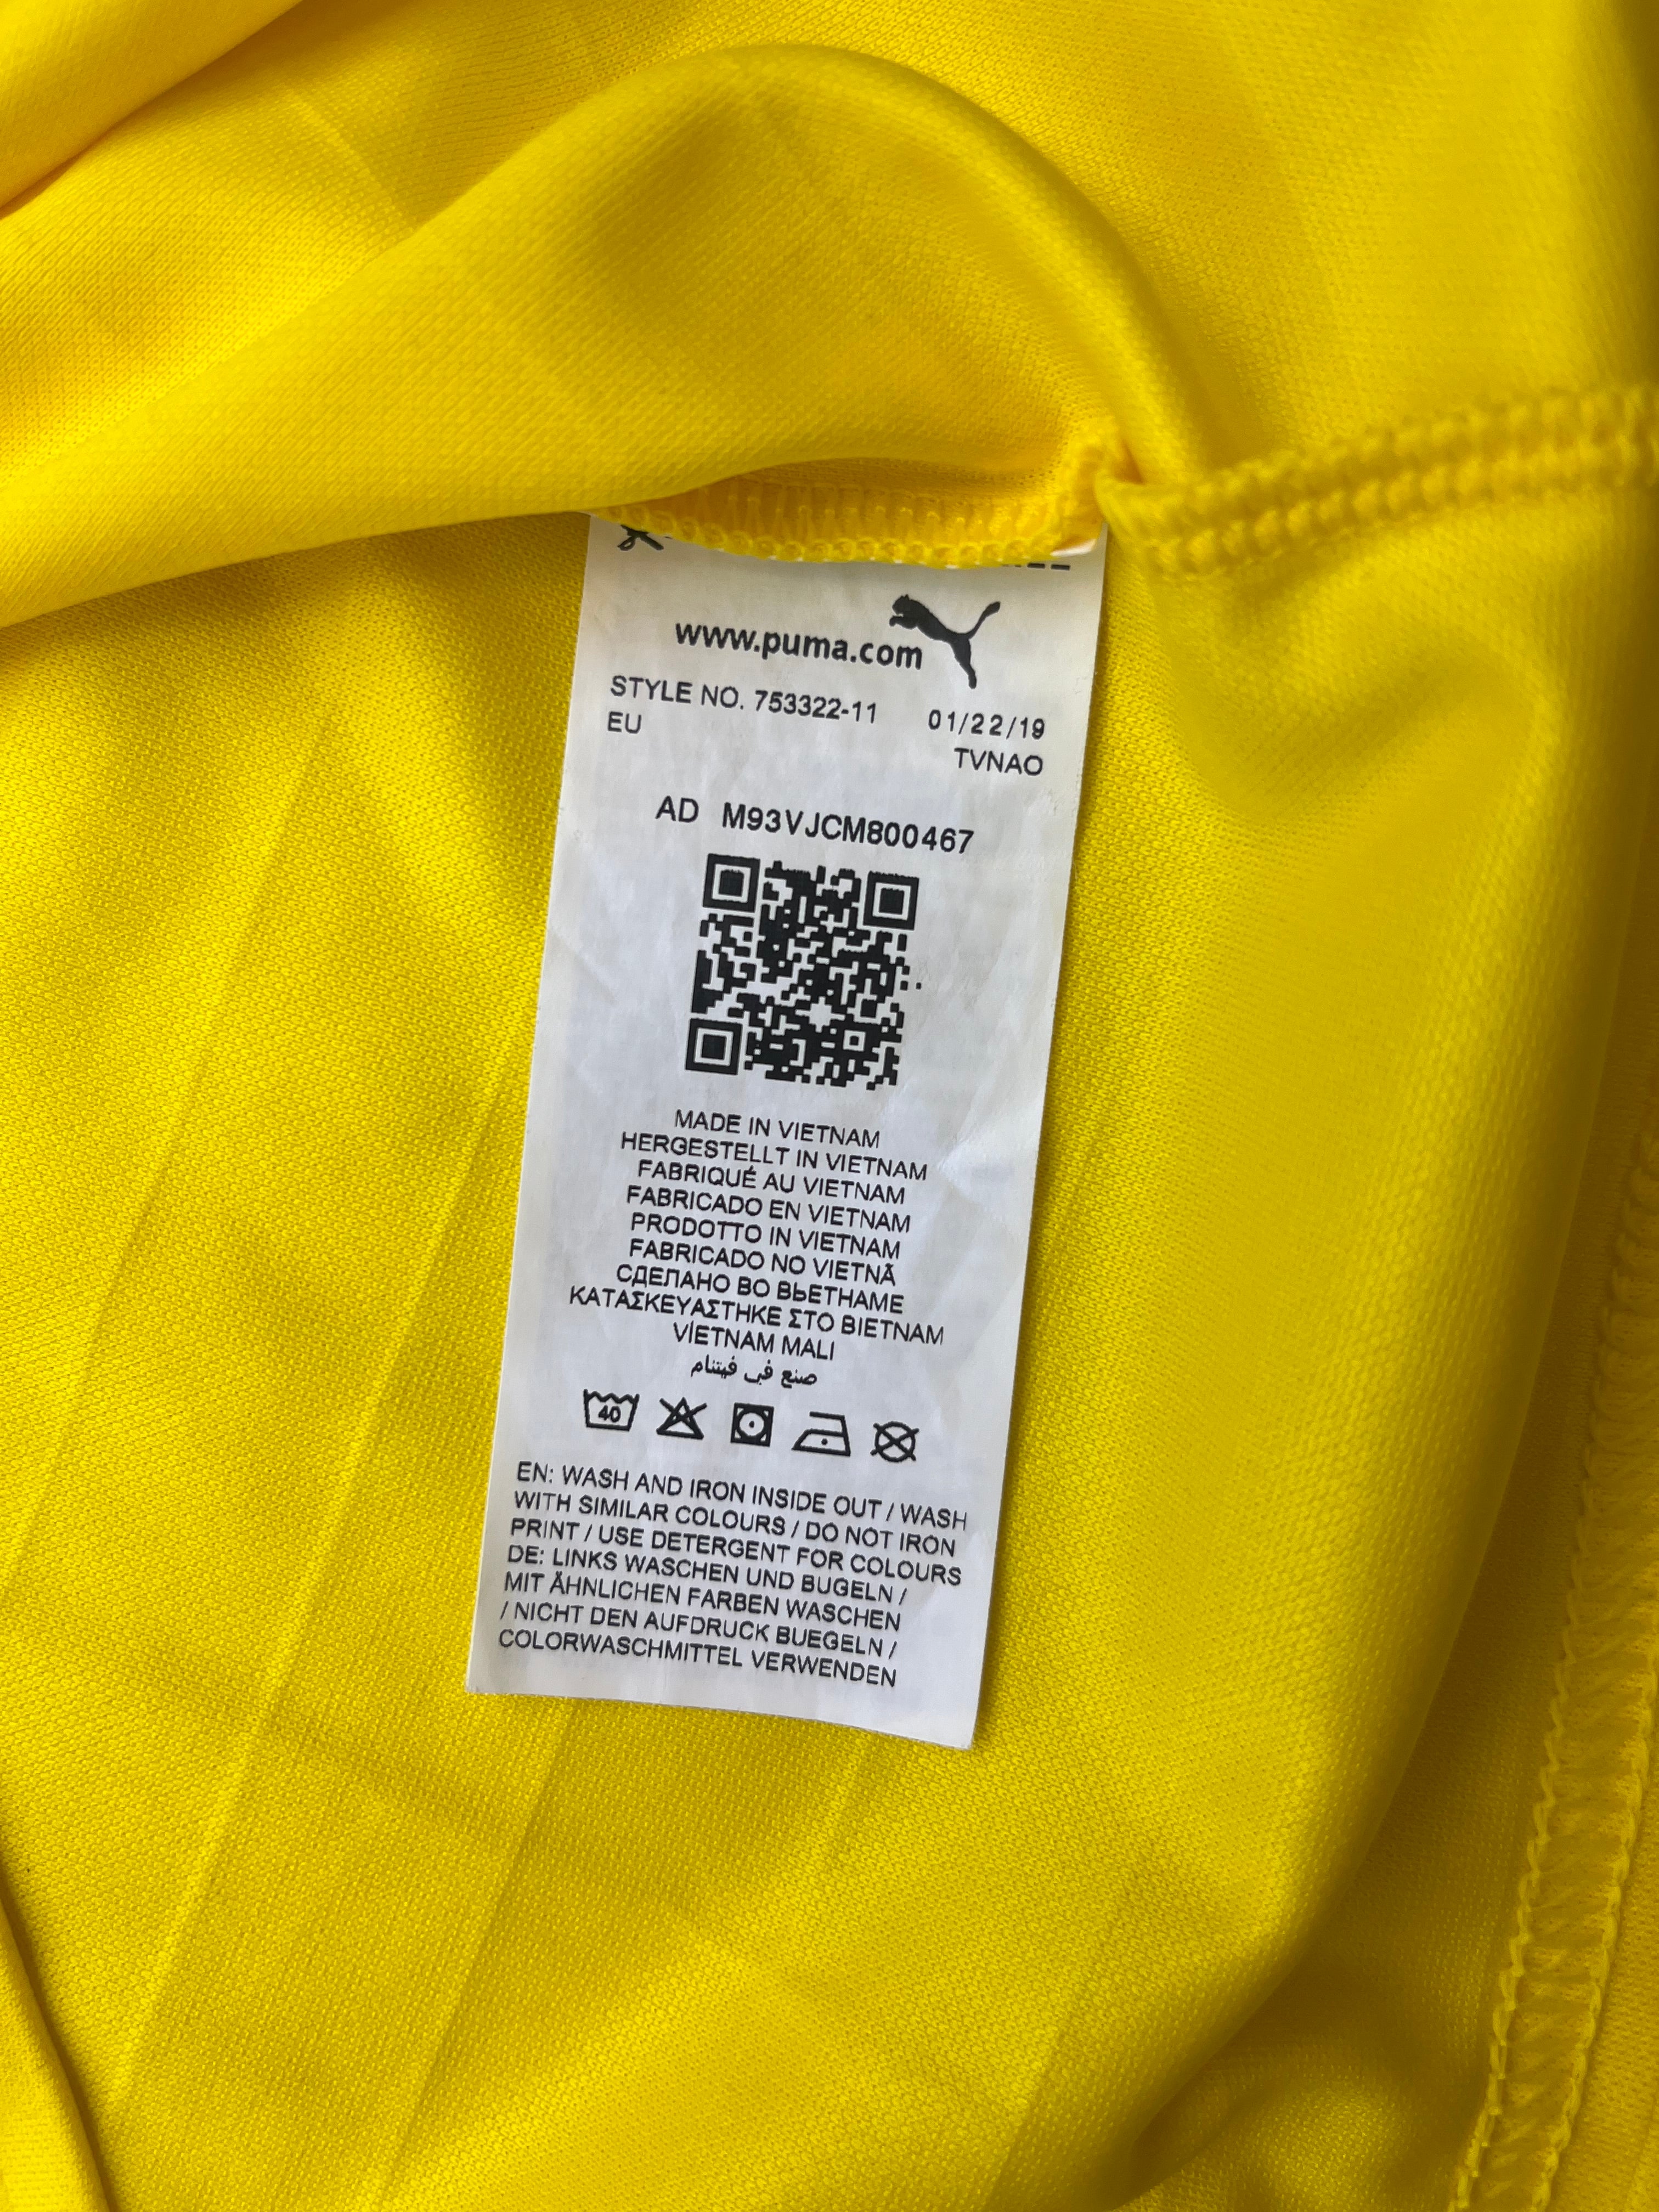 www.puma.com
STYLE NO. 753322-11 01/22/19
EU TVNAO
AD M93VJCM800467
MADE IN VIETNAM
HERGESTELLT IN VIETNAM
FABRIQUÉ AU VIETNAM
FABRICADO EN VIETNAM
PRODOTTO IN VIETNAM
FABRICADO NO VIETNÃ
СДЕЛАНО ВО ВЬЕТНАМЕ
ΚΑΤΑΣΚΕΥΑΣΤΗΚΕ ΣΤΟ ΒΙΕΤΝΑΜ
VİETNAM MALI
صنع في فيتنام
40
EN: WASH AND IRON INSIDE OUT / WASH
WITH SIMILAR COLOURS / DO NOT IRON
PRINT / USE DETERGENT FOR COLOURS
DE: LINKS WASCHEN UND BUGELN /
MIT ÄHNLICHEN FARBEN WASCHEN
/ NICHT DEN AUFDRUCK BUEGELN /
COLORWASCHMITTEL VERWENDEN